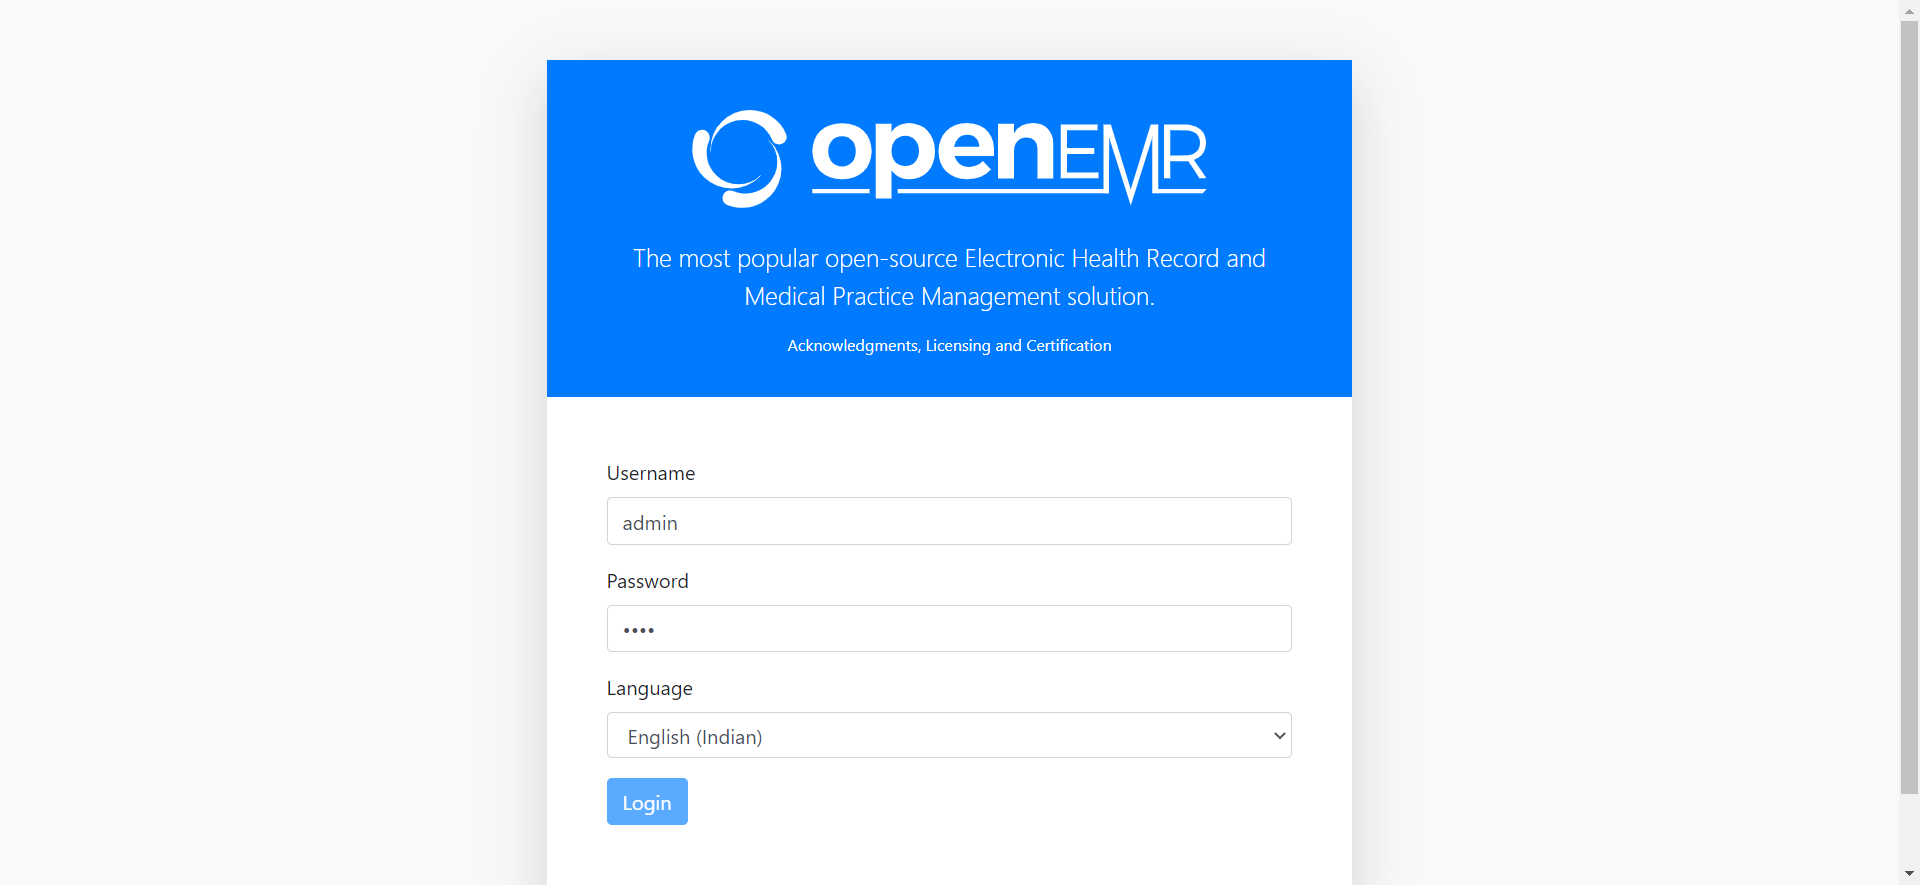 openEMR
The most popular open-source Electronic Health Record and
Medical Practice Management solution.
Acknowledgments, Licensing and Certification
Username
admin
Password
••••
Language
English (Indian)
Login